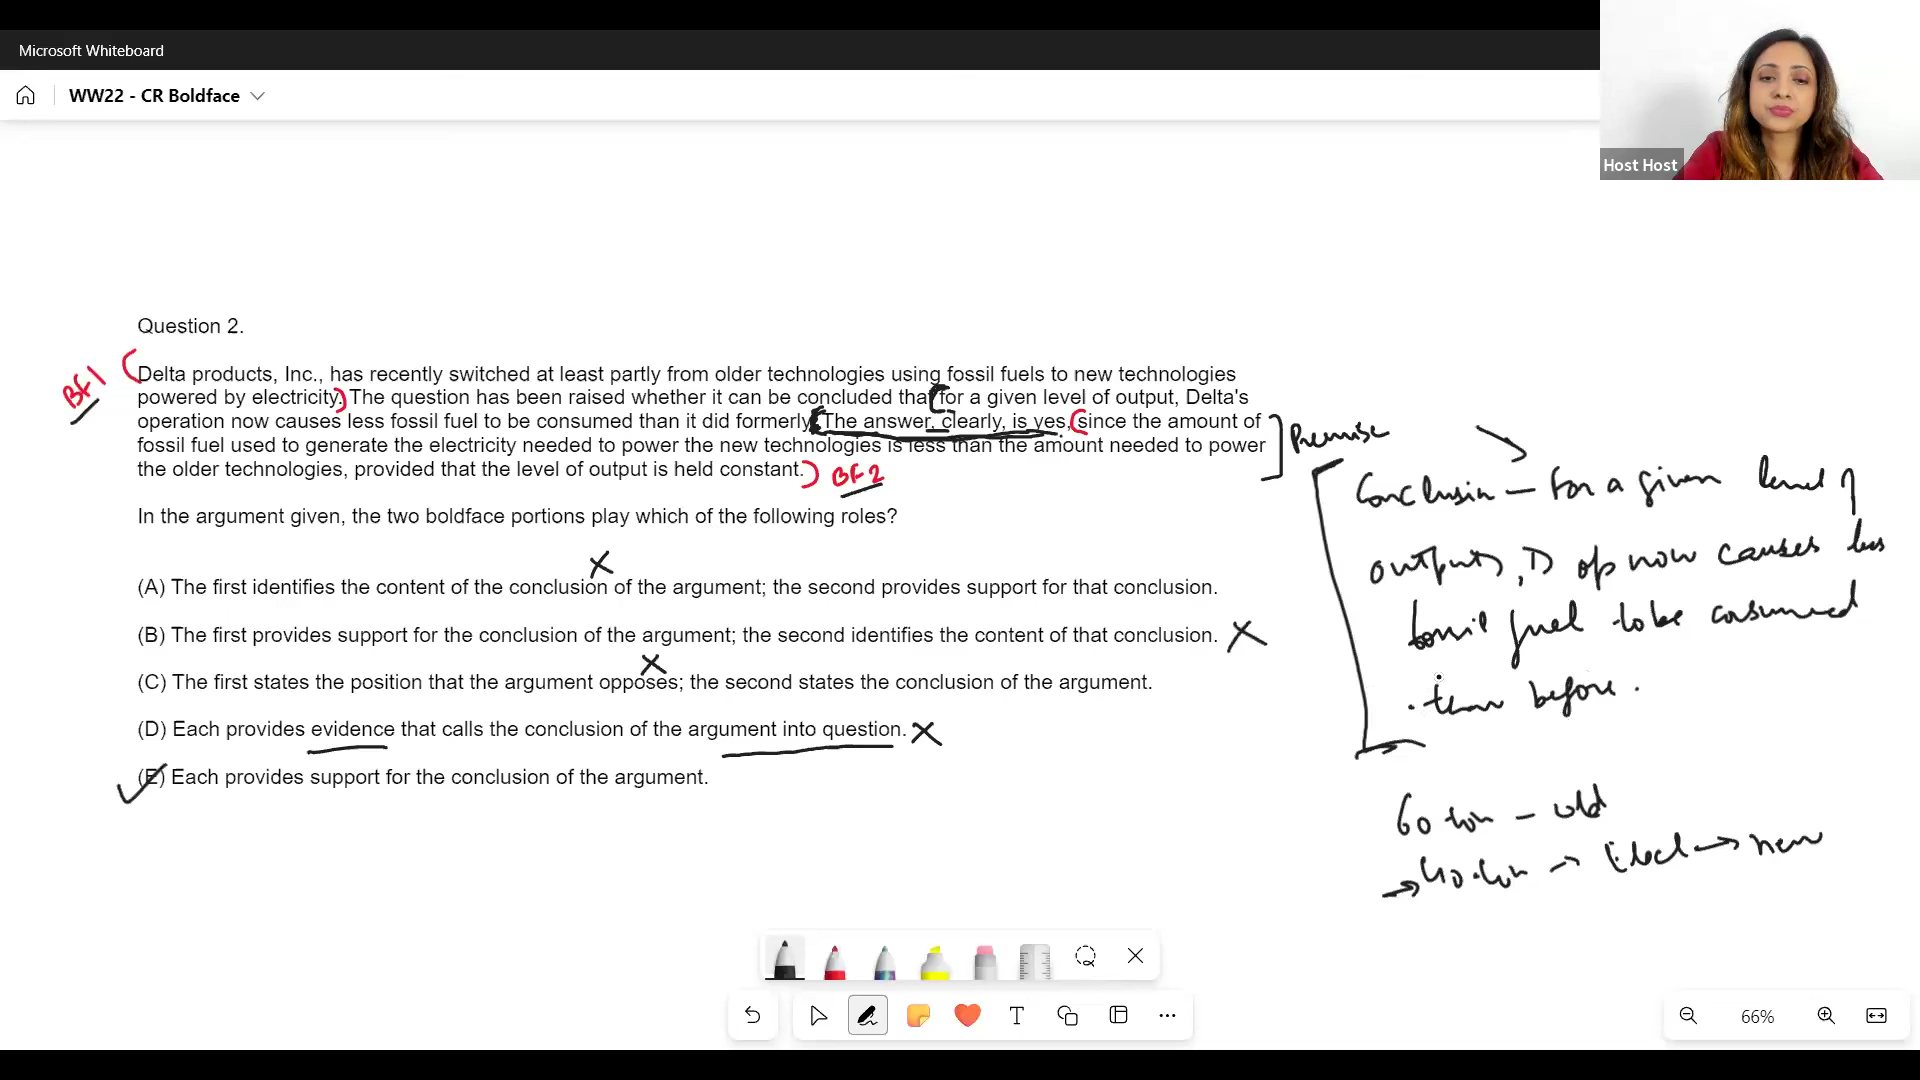 Microsoft Whiteboard
WW22 - CR Boldface
Host Host
Question 2.
BF1
Delta products, Inc., has recently switched at least partly from older technologies using fossil fuels to new technologies
powered by electricity. The question has been raised whether it can be concluded that for a given level of output, Delta's
operation now causes less fossil fuel to be consumed than it did formerly. The answer, clearly, is yes, since the amount of
fossil fuel used to generate the electricity needed to power the new technologies is less than the amount needed to power
the older technologies, provided that the level of output is held constant.
BF2
Premise
In the argument given, the two boldface portions play which of the following roles?
(A) The first identifies the content of the conclusion of the argument; the second provides support for that conclusion.
(B) The first provides support for the conclusion of the argument; the second identifies the content of that conclusion.
(C) The first states the position that the argument opposes; the second states the conclusion of the argument.
(D) Each provides evidence that calls the conclusion of the argument into question.
(E) Each provides support for the conclusion of the argument.
Conclusion – For a given level of
output, D op now causes less
fossil fuel to be consumed
than before.
60 ton – old
→ 40 ton → Elect → new
66%